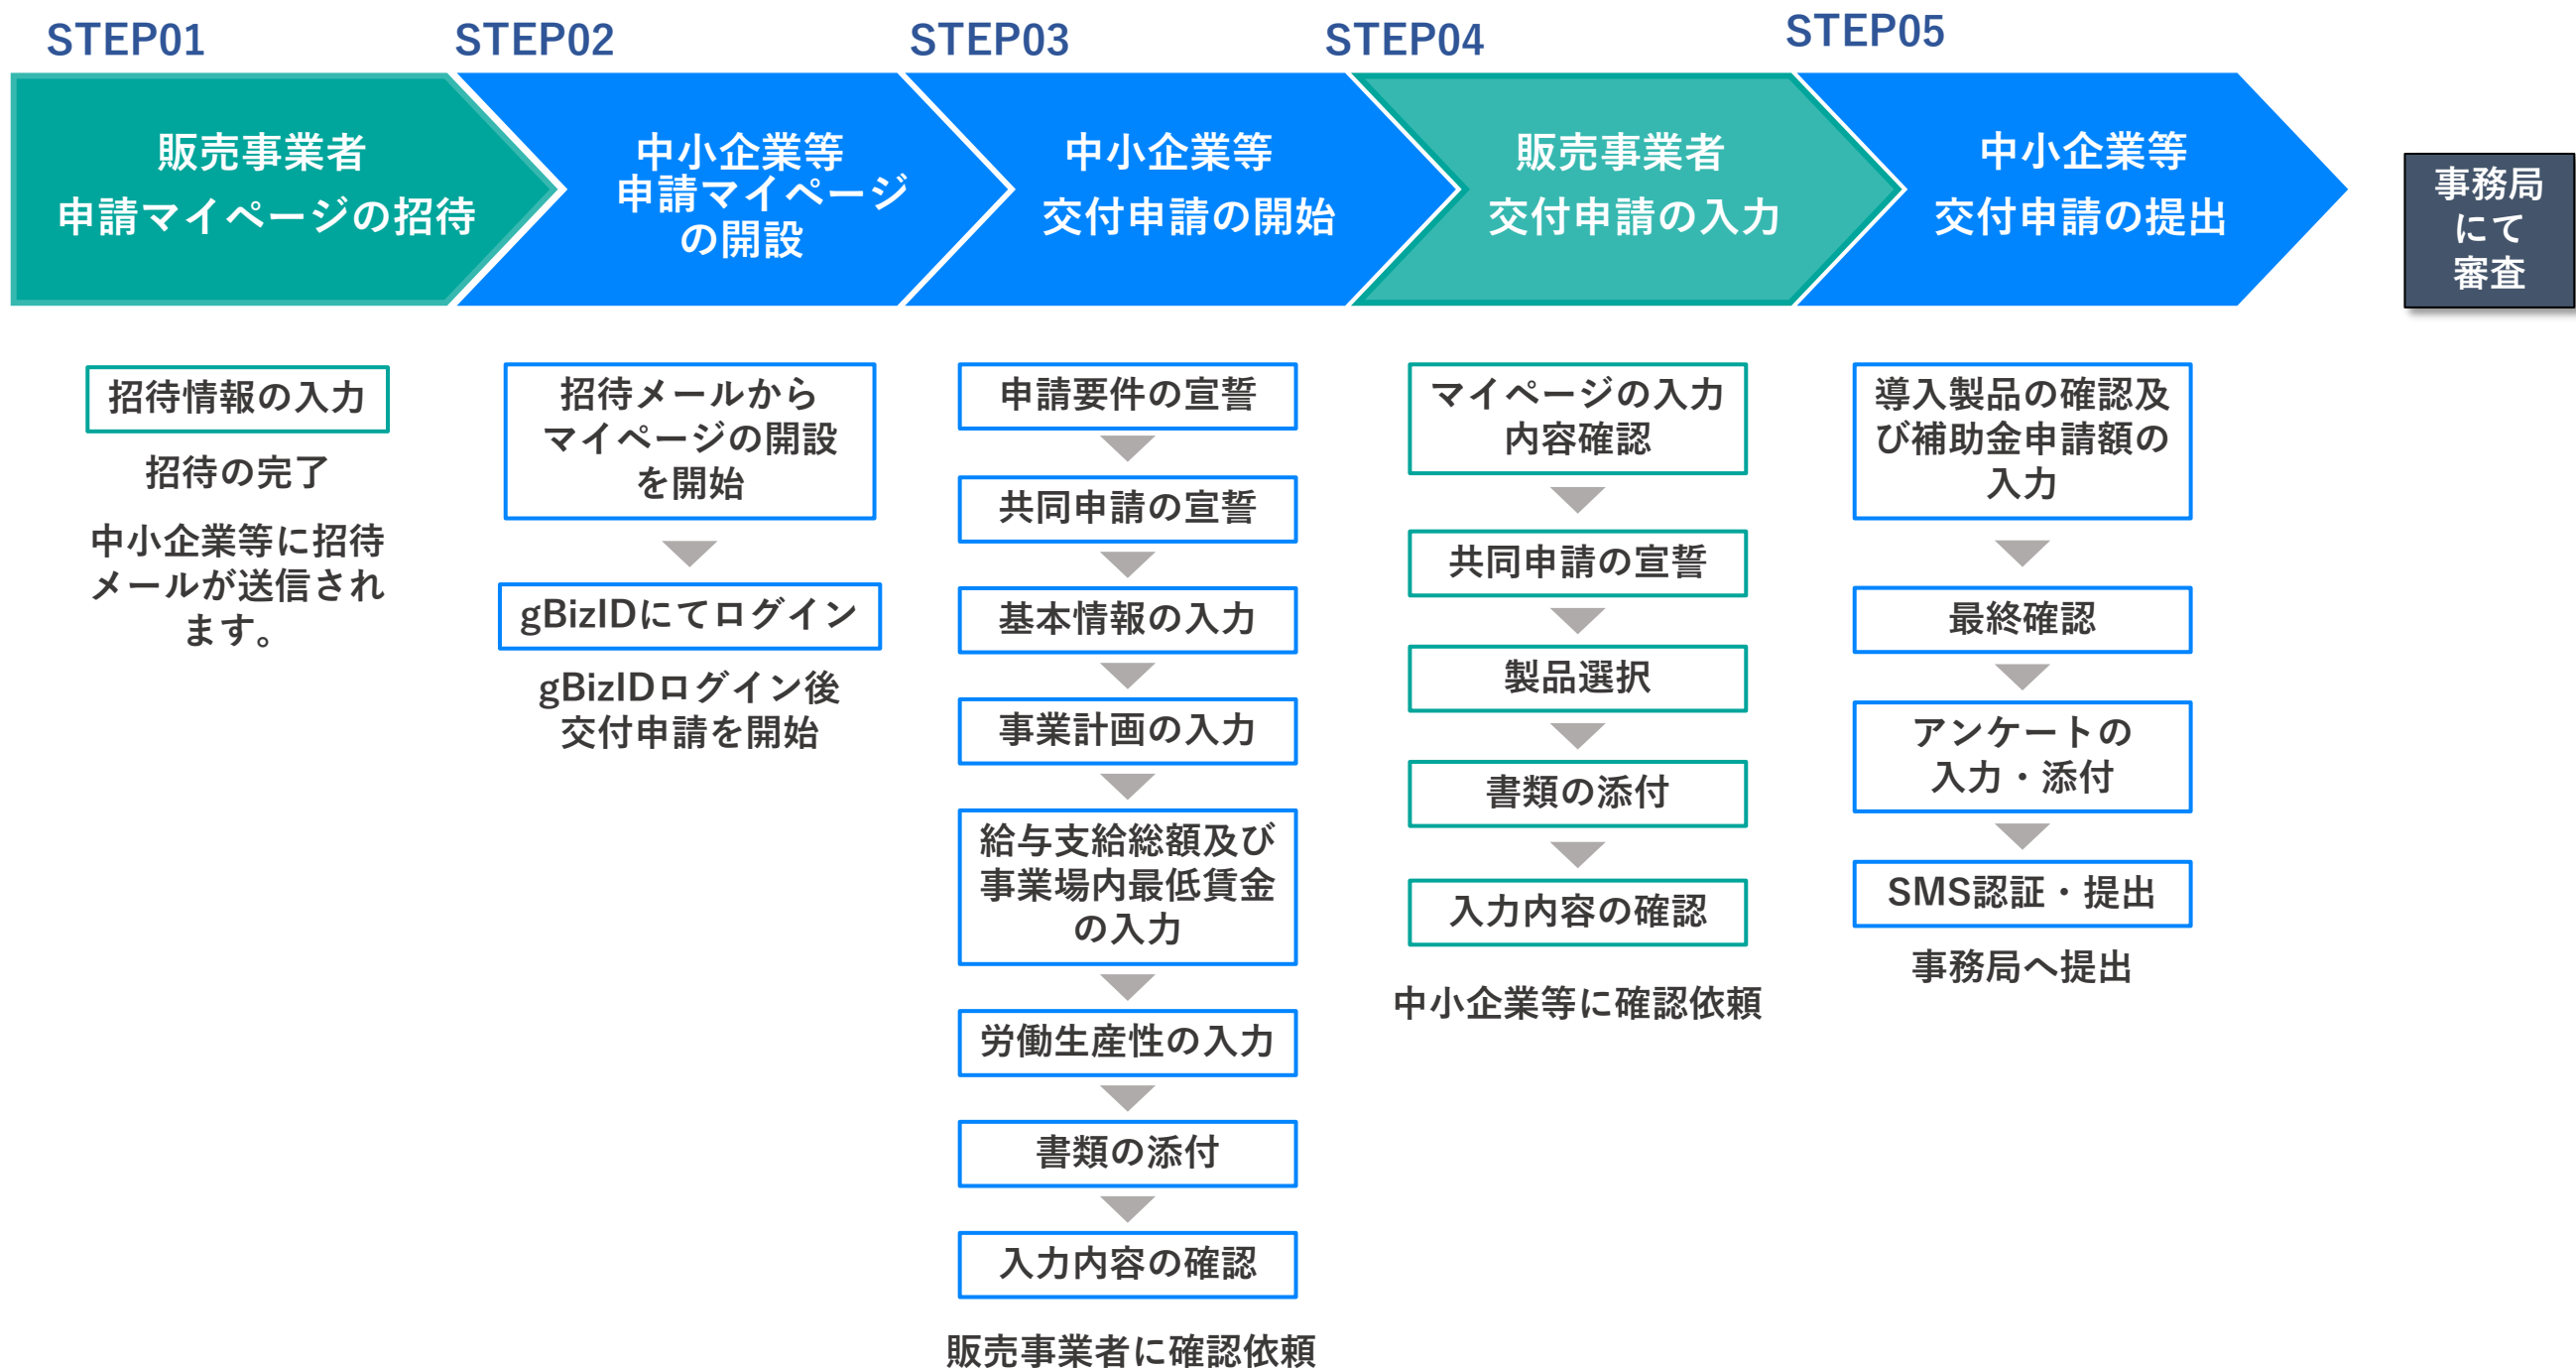 STEP01
販売事業者
申請マイページの招待
招待情報の入力
招待の完了
中小企業等に招待
メールが送信され
ます。
STEP02
中小企業等
申請マイページ
の開設
招待メールから
マイページの開設
を開始
gBizIDにてログイン
gBizIDログイン後
交付申請を開始
STEP03
中小企業等
交付申請の開始
申請要件の宣誓
共同申請の宣誓
基本情報の入力
事業計画の入力
給与支給総額及び
事業場内最低賃金
の入力
労働生産性の入力
書類の添付
入力内容の確認
販売事業者に確認依頼
STEP04
販売事業者
交付申請の入力
マイページの入力
内容確認
共同申請の宣誓
製品選択
書類の添付
入力内容の確認
中小企業等に確認依頼
STEP05
中小企業等
交付申請の提出
導入製品の確認及
び補助金申請額の
入力
最終確認
アンケートの
入力・添付
SMS認証・提出
事務局へ提出
事務局
にて
審査